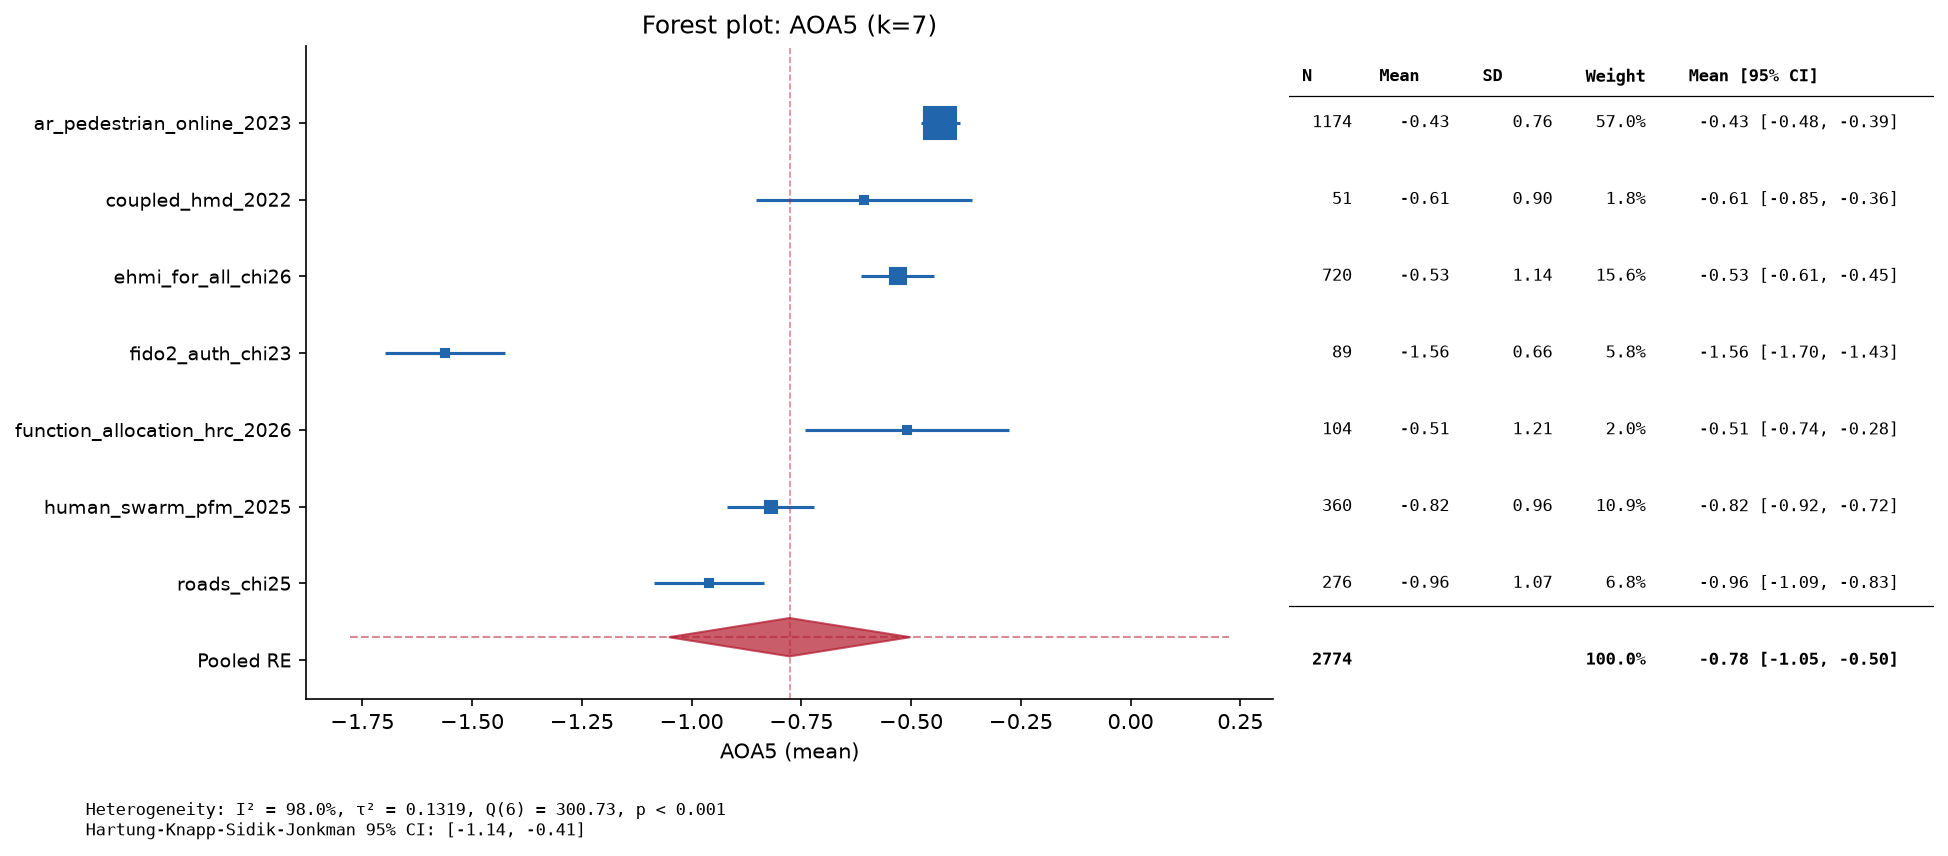 Forest plot: AOA5 (k=7)
N Mean SD Weight Mean [95% CI]
ar_pedestrian_online_2023 1174 -0.43 0.76 57.0% -0.43 [-0.48, -0.39]
coupled_hmd_2022 51 -0.61 0.90 1.8% -0.61 [-0.85, -0.36]
ehmi_for_all_chi26 720 -0.53 1.14 15.6% -0.53 [-0.61, -0.45]
fido2_auth_chi23 89 -1.56 0.66 5.8% -1.56 [-1.70, -1.43]
function_allocation_hrc_2026 104 -0.51 1.21 2.0% -0.51 [-0.74, -0.28]
human_swarm_pfm_2025 360 -0.82 0.96 10.9% -0.82 [-0.92, -0.72]
roads_chi25 276 -0.96 1.07 6.8% -0.96 [-1.09, -0.83]
Pooled RE 2774 100.0% -0.78 [-1.05, -0.50]
−1.75 −1.50 −1.25 −1.00 −0.75 −0.50 −0.25 0.00 0.25
AOA5 (mean)
Heterogeneity: I² = 98.0%, τ² = 0.1319, Q(6) = 300.73, p < 0.001
Hartung-Knapp-Sidik-Jonkman 95% CI: [-1.14, -0.41]